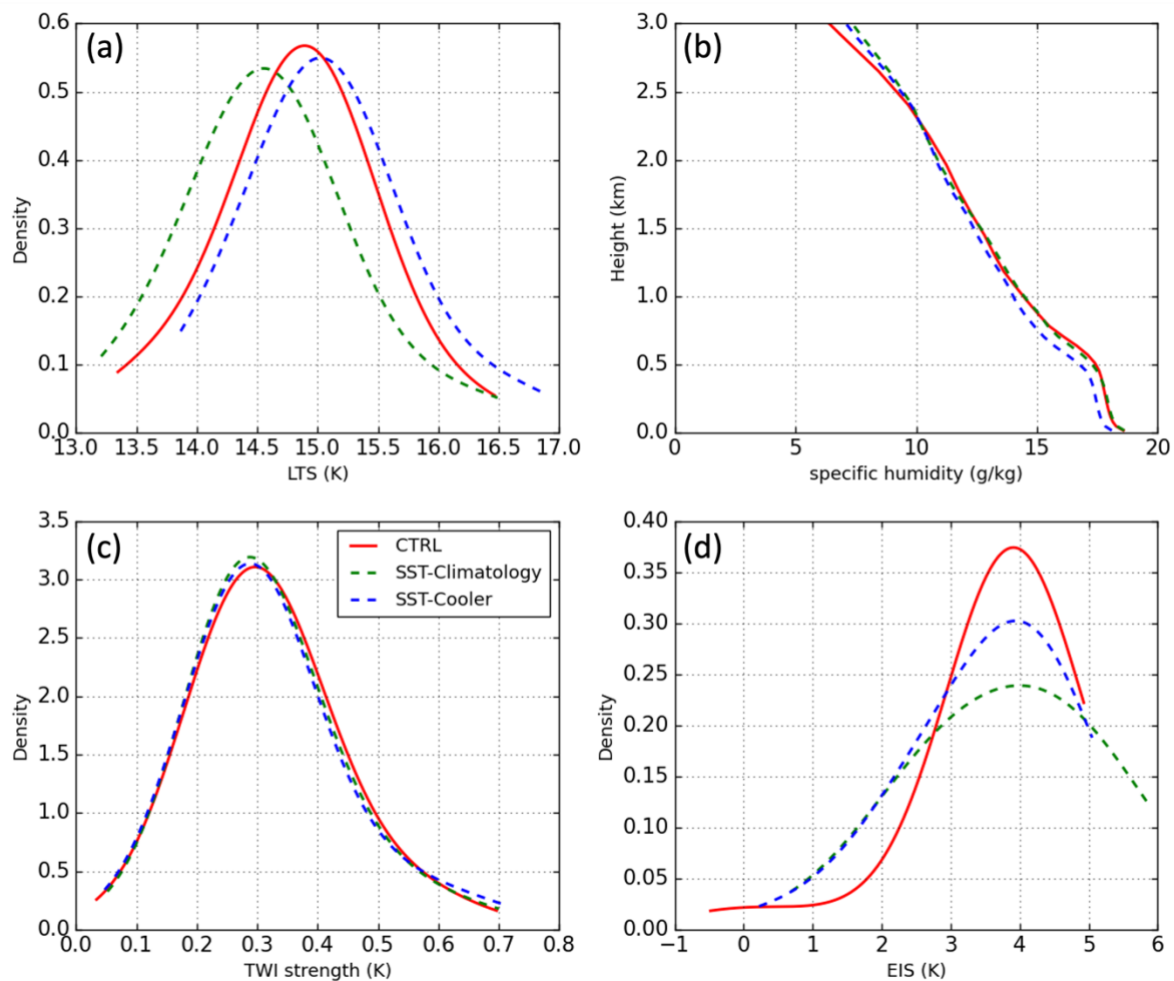 (a)
0.6
0.5
0.4
0.3
0.2
0.1
0.0
Density
13.0 13.5 14.0 14.5 15.0 15.5 16.0 16.5 17.0
LTS (K)
(b)
3.0
2.5
2.0
1.5
1.0
0.5
0.0
Height (km)
0 5 10 15 20
specific humidity (g/kg)
(c)
3.5
3.0
2.5
2.0
1.5
1.0
0.5
0.0
Density
CTRL
SST-Climatology
SST-Cooler
0.0 0.1 0.2 0.3 0.4 0.5 0.6 0.7 0.8
TWI strength (K)
(d)
0.40
0.35
0.30
0.25
0.20
0.15
0.10
0.05
0.00
Density
−1 0 1 2 3 4 5 6
EIS (K)